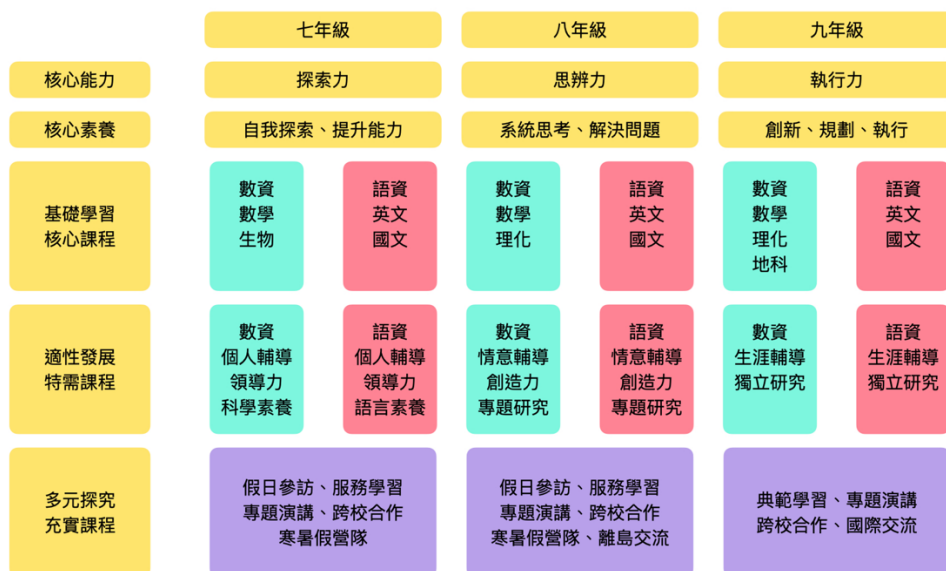 七年級
八年級
九年級
核心能力
探索力
思辨力
執行力
核心素養
自我探索、提升能力
系統思考、解決問題
創新、規劃、執行
基礎學習
核心課程
數資
數學
生物
語資
英文
國文
數資
數學
理化
語資
英文
國文
數資
數學
理化
地科
語資
英文
國文
適性發展
特需課程
數資
個人輔導
領導力
科學素養
語資
個人輔導
領導力
語言素養
數資
情意輔導
創造力
專題研究
語資
情意輔導
創造力
專題研究
數資
生涯輔導
獨立研究
語資
生涯輔導
獨立研究
多元探究
充實課程
假日參訪、服務學習
專題演講、跨校合作
寒暑假營隊
假日參訪、服務學習
專題演講、跨校合作
寒暑假營隊、離島交流
典範學習、專題演講
跨校合作、國際交流